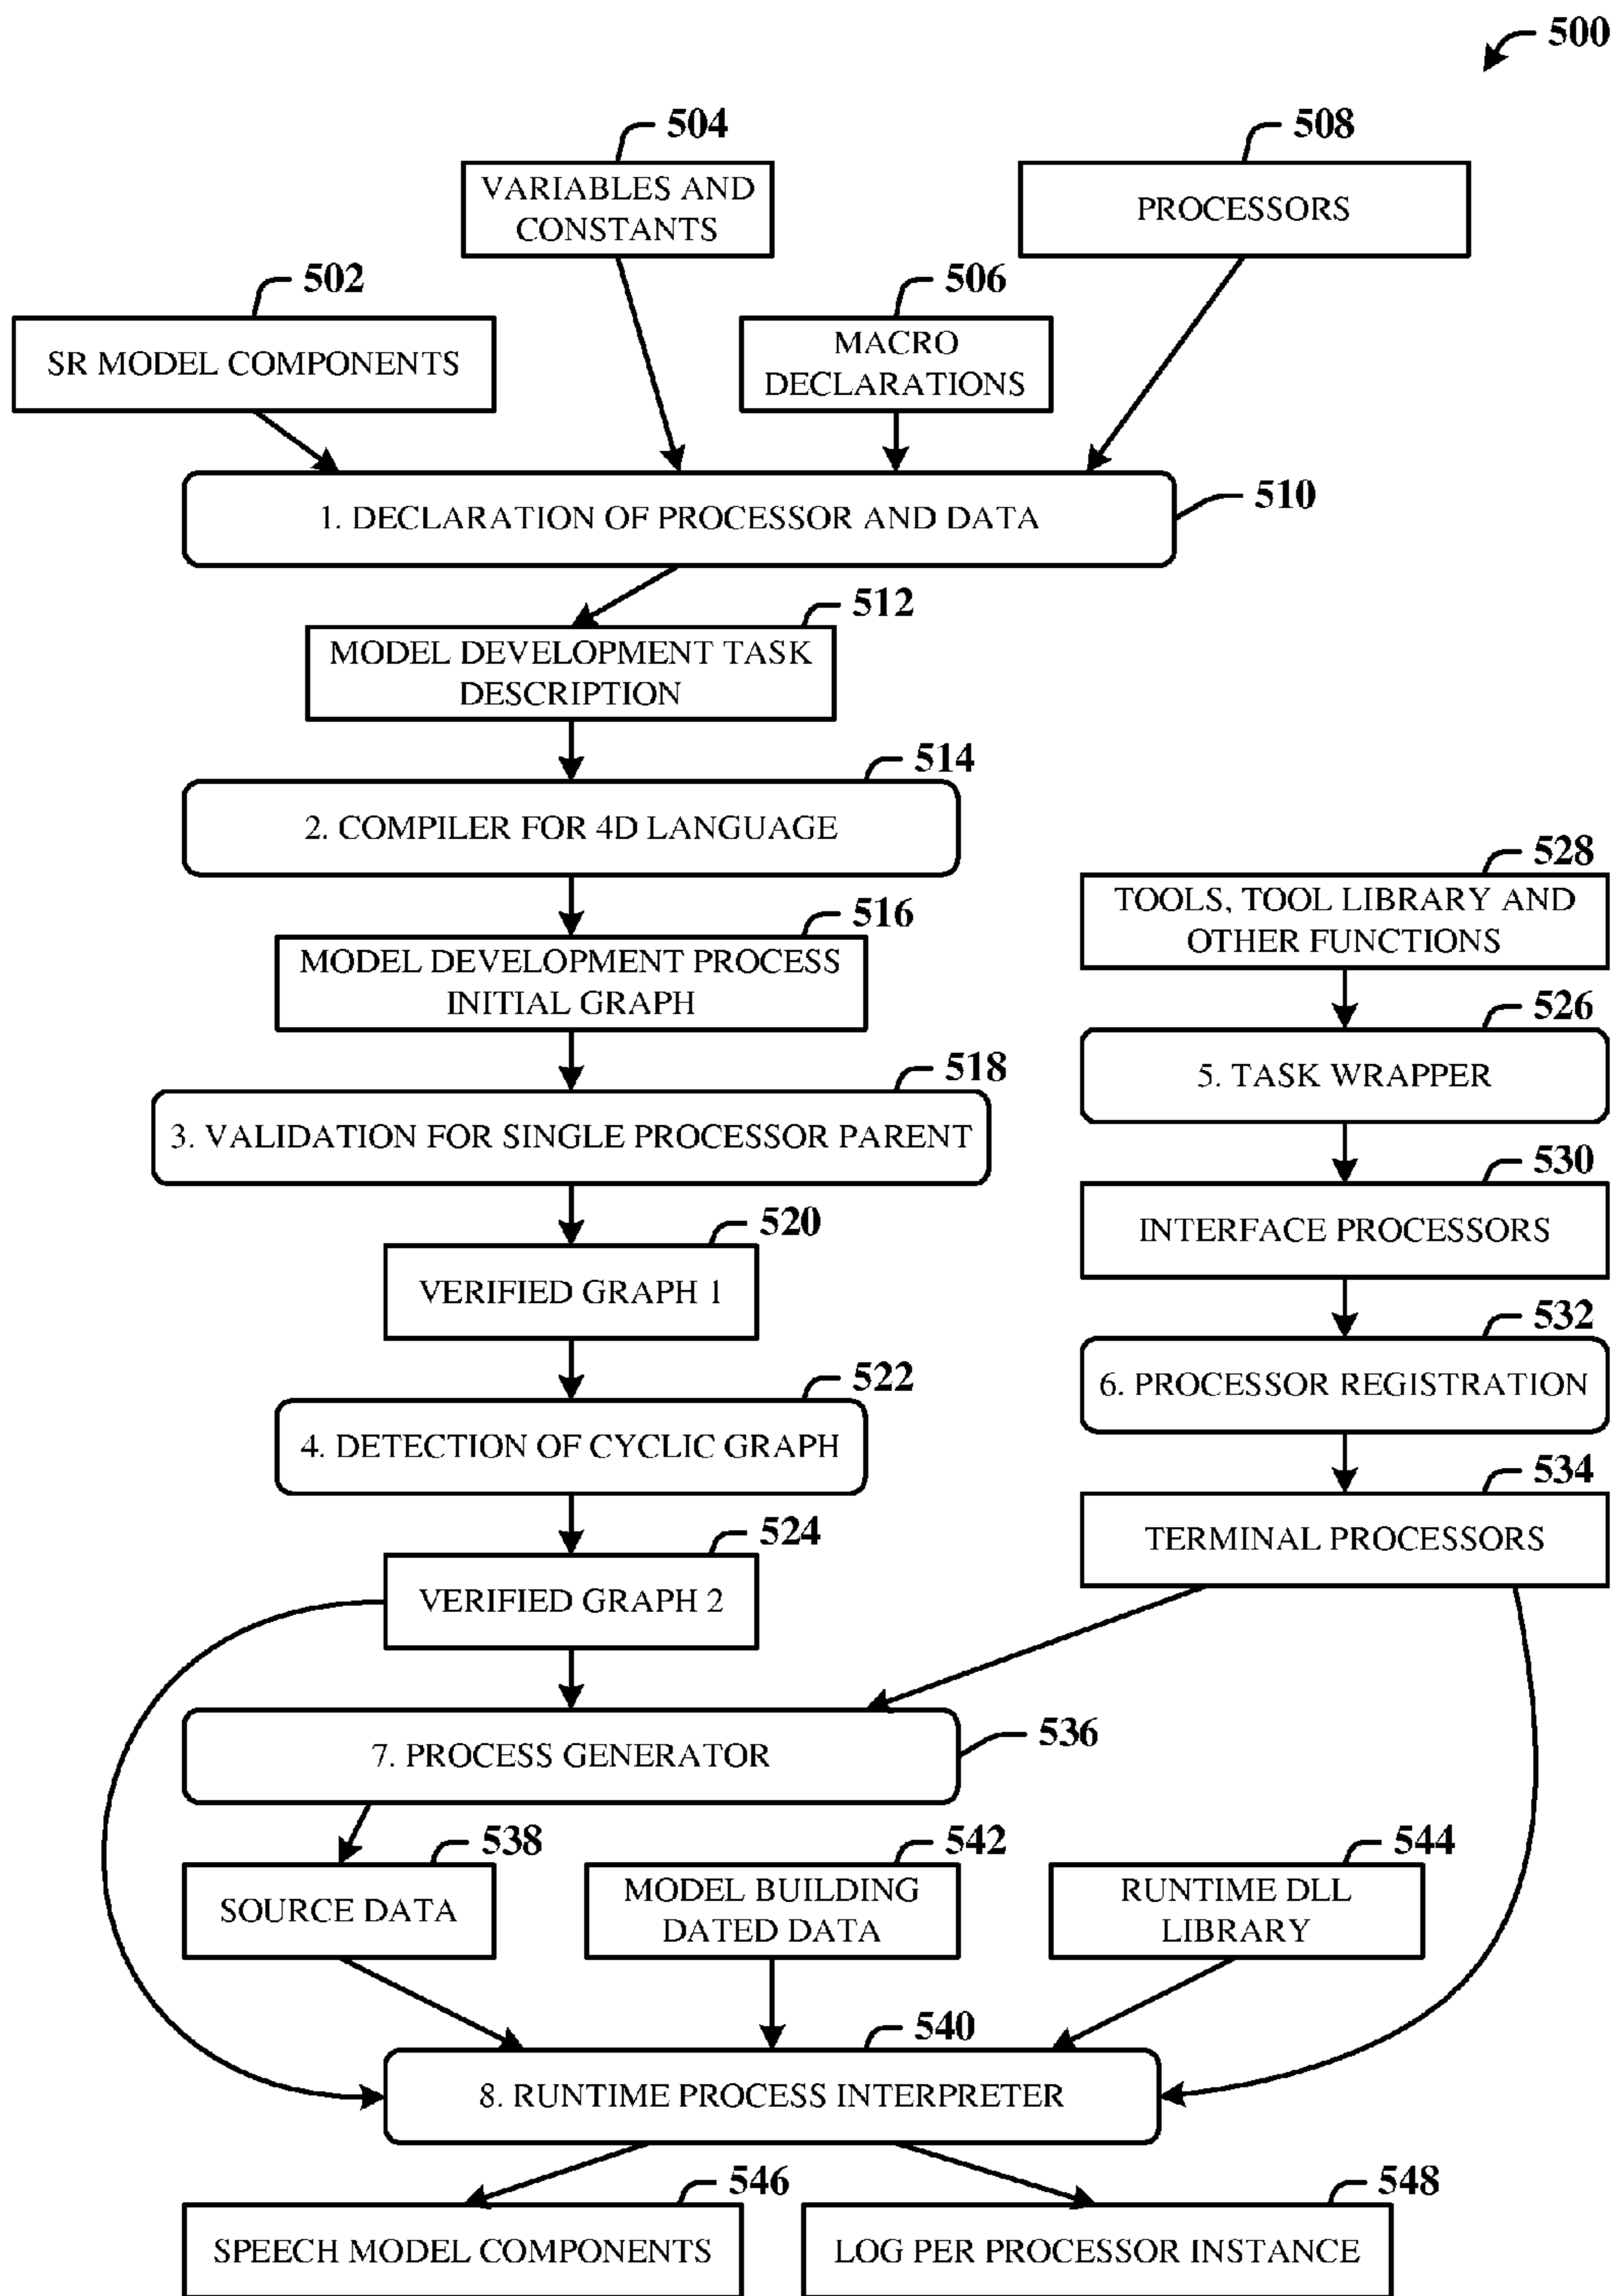 500
504
508
VARIABLES AND
CONSTANTS
PROCESSORS
502
506
SR MODEL COMPONENTS
MACRO
DECLARATIONS
1. DECLARATION OF PROCESSOR AND DATA
510
512
MODEL DEVELOPMENT TASK
DESCRIPTION
514
2. COMPILER FOR 4D LANGUAGE
516
MODEL DEVELOPMENT PROCESS
INITIAL GRAPH
518
3. VALIDATION FOR SINGLE PROCESSOR PARENT
520
VERIFIED GRAPH 1
522
4. DETECTION OF CYCLIC GRAPH
524
VERIFIED GRAPH 2
528
TOOLS, TOOL LIBRARY AND
OTHER FUNCTIONS
526
5. TASK WRAPPER
530
INTERFACE PROCESSORS
532
6. PROCESSOR REGISTRATION
534
TERMINAL PROCESSORS
7. PROCESS GENERATOR
536
538
SOURCE DATA
542
MODEL BUILDING
DATED DATA
544
RUNTIME DLL
LIBRARY
540
8. RUNTIME PROCESS INTERPRETER
546
SPEECH MODEL COMPONENTS
548
LOG PER PROCESSOR INSTANCE